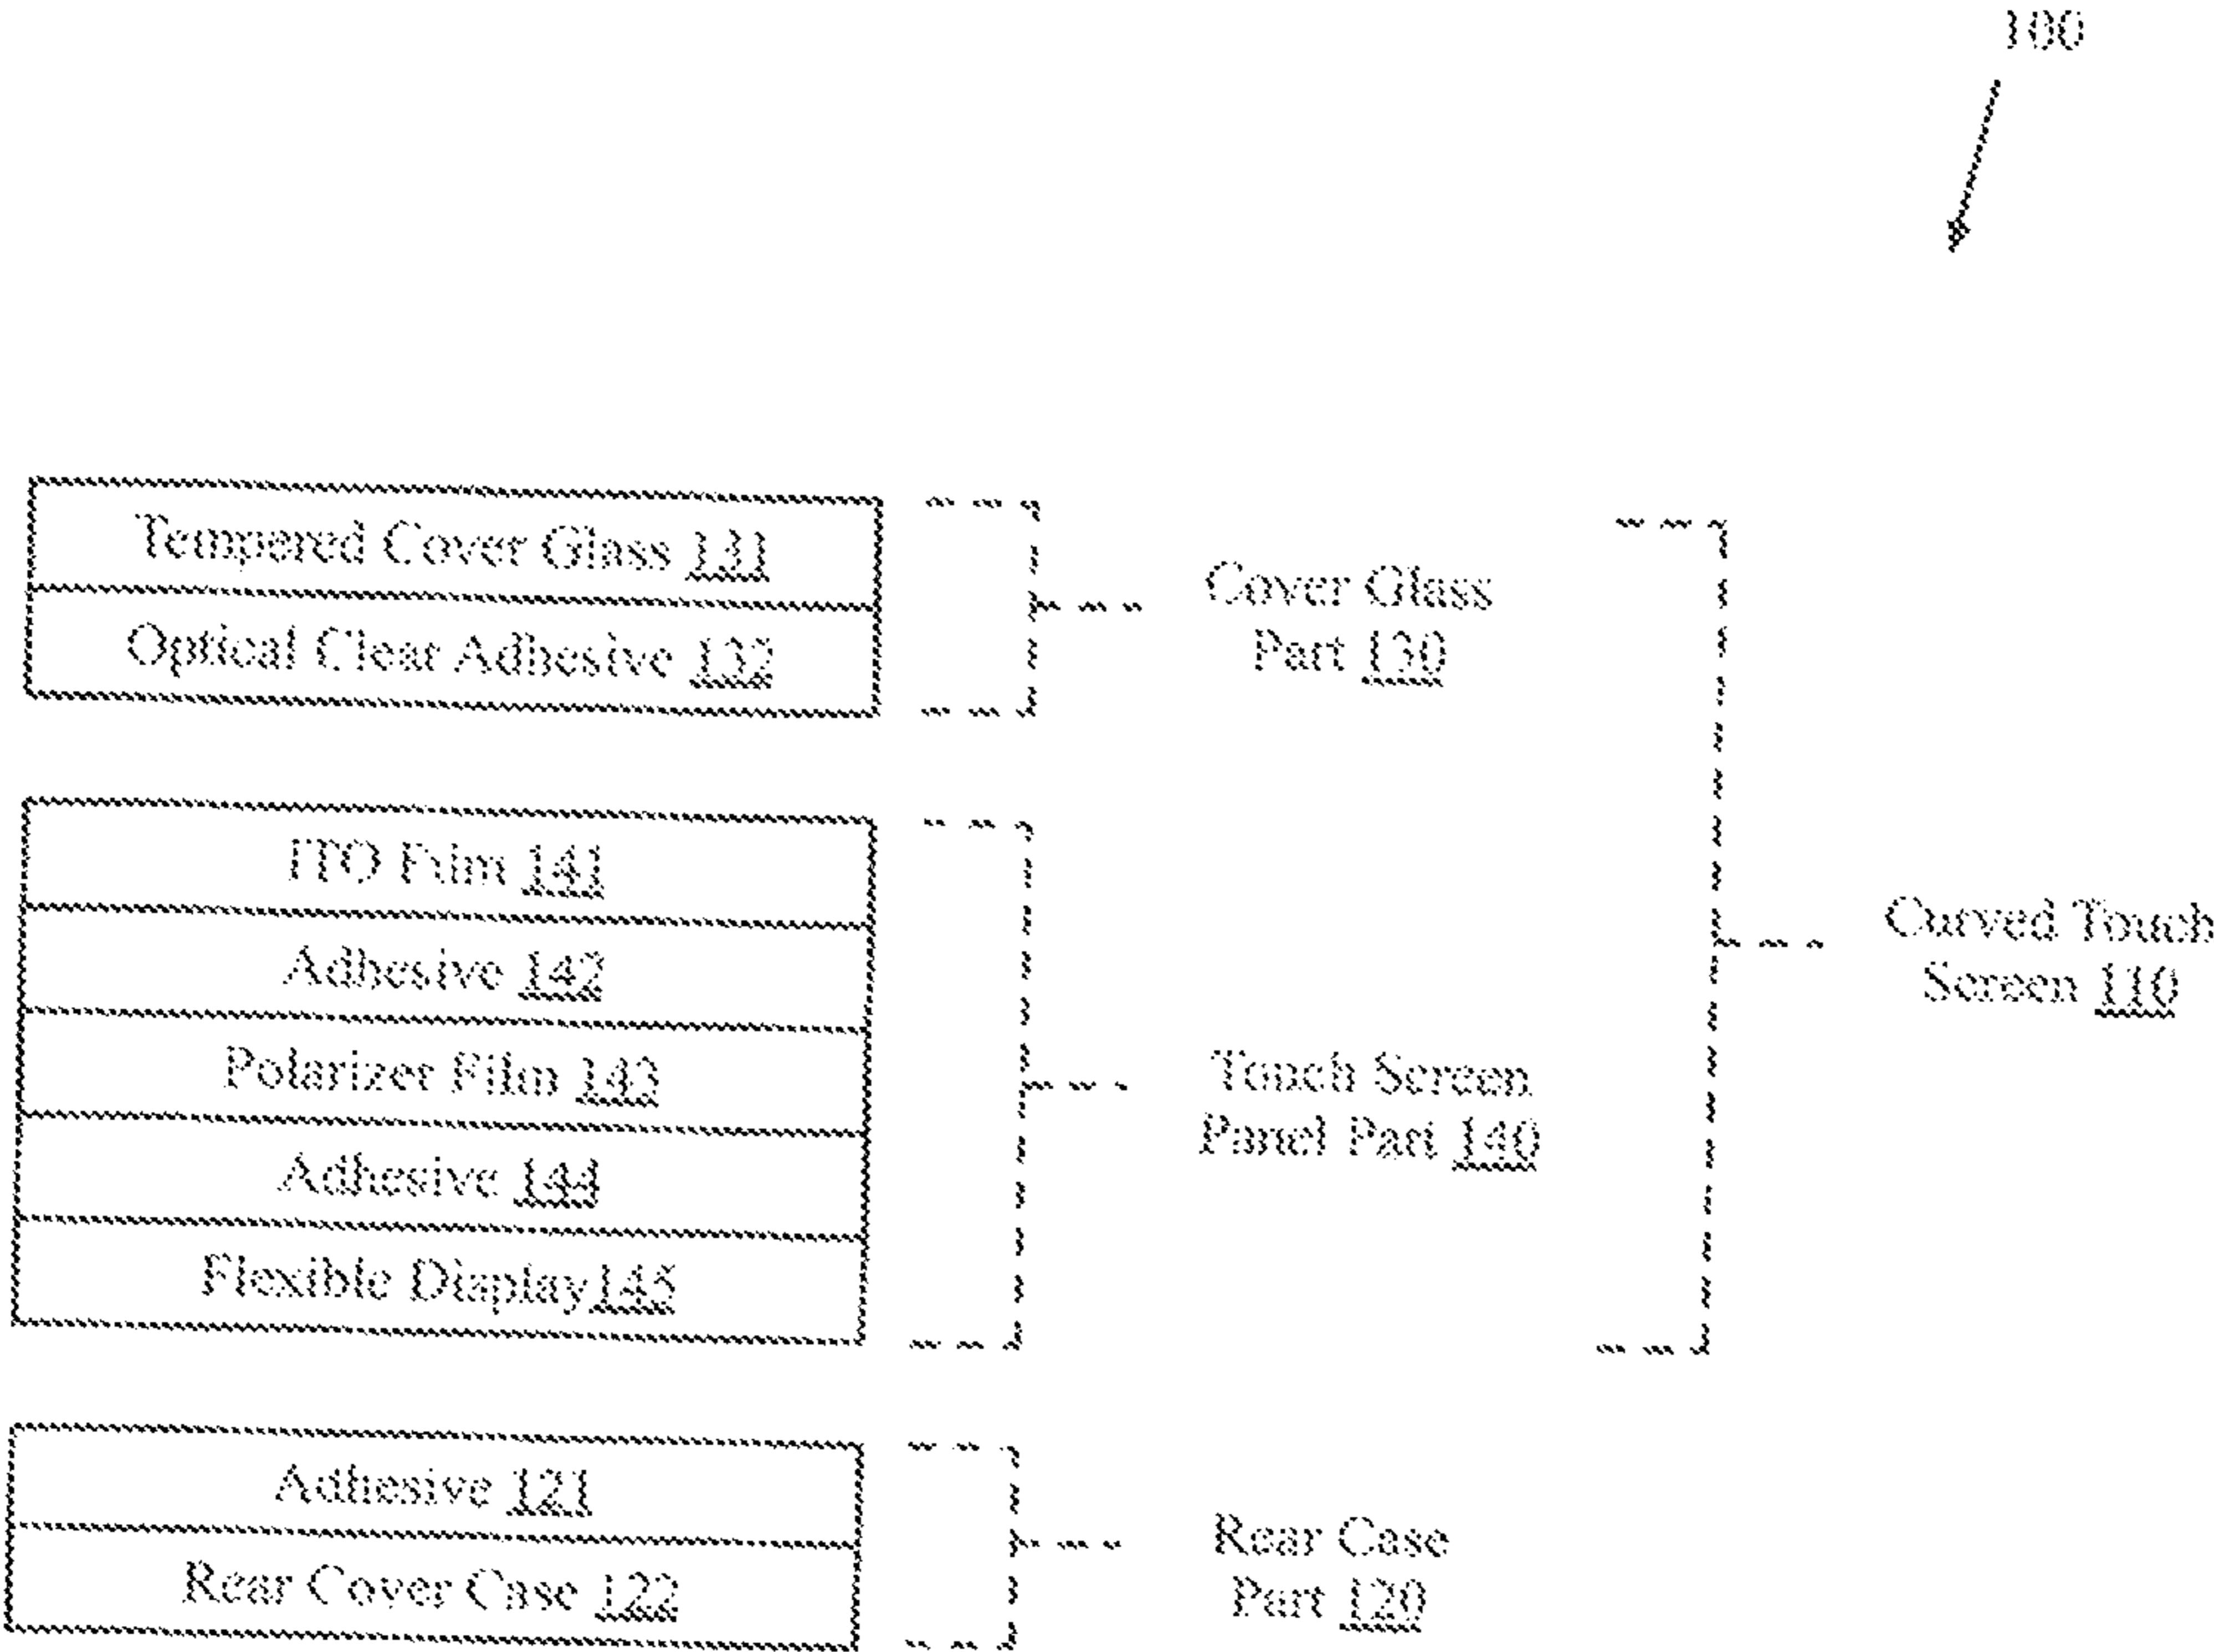 100
Tempered Cover Glass 131
Optical Clear Adhesive 132
Cover Glass
Part 130
ITO Film 141
Adhesive 142
Polarizer Film 143
Adhesive 144
Flexible Display 145
Touch Screen
Panel Part 140
Curved Touch
Screen 110
Adhesive 121
Rear Cover Case 122
Rear Case
Part 120